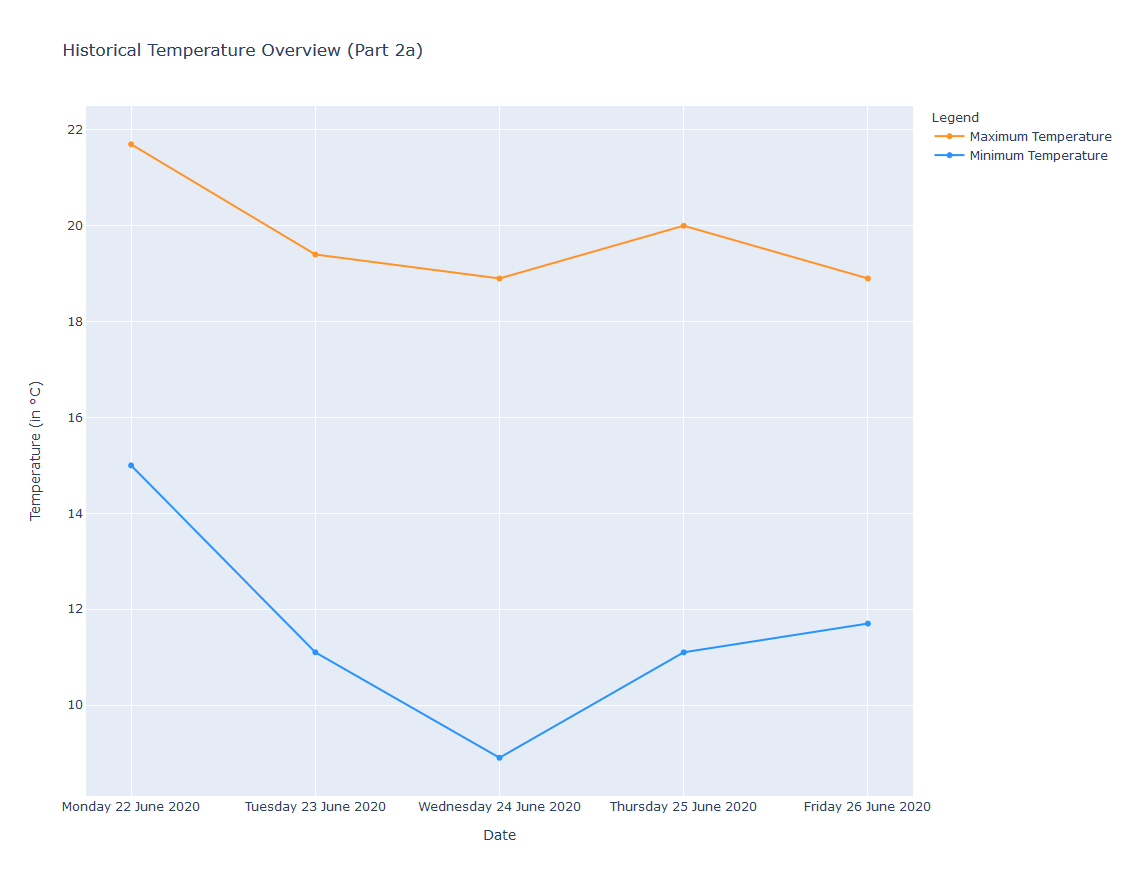 Historical Temperature Overview (Part 2a)
Legend
Maximum Temperature
Minimum Temperature
22
20
18
16
14
12
10
Temperature (in °C)
Monday 22 June 2020
Tuesday 23 June 2020
Wednesday 24 June 2020
Thursday 25 June 2020
Friday 26 June 2020
Date